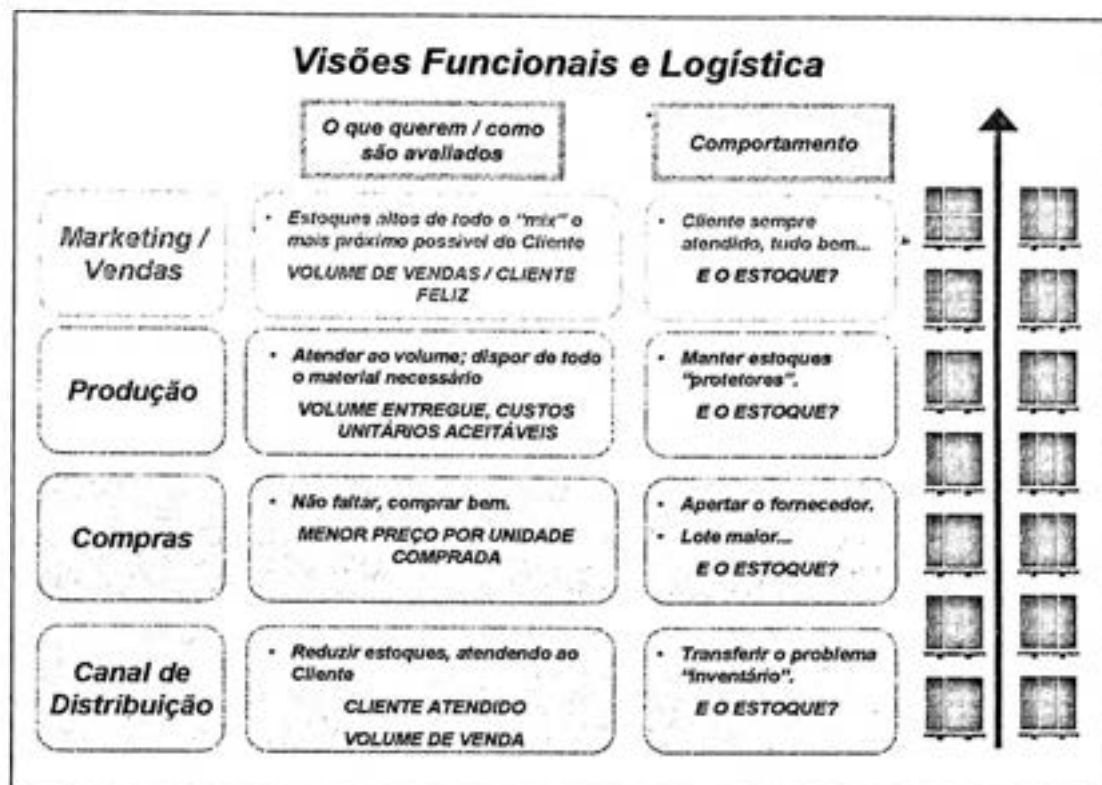 Visões Funcionais e Logística
O que querem / como
são avaliados
Comportamento
Marketing /
Vendas
• Estoques altos de todo o "mix" o
mais próximo possível do Cliente
VOLUME DE VENDAS / CLIENTE
FELIZ
• Cliente sempre
atendido, tudo bem...
E O ESTOQUE?
Produção
• Atender ao volume; dispor de todo
o material necessário
VOLUME ENTREGUE, CUSTOS
UNITÁRIOS ACEITÁVEIS
• Manter estoques
"protetores".
E O ESTOQUE?
Compras
• Não faltar, comprar bem.
MENOR PREÇO POR UNIDADE
COMPRADA
• Apertar o fornecedor.
• Lote maior...
E O ESTOQUE?
Canal de
Distribuição
• Reduzir estoques, atendendo ao
Cliente
CLIENTE ATENDIDO
VOLUME DE VENDA
• Transferir o problema
"inventário".
E O ESTOQUE?